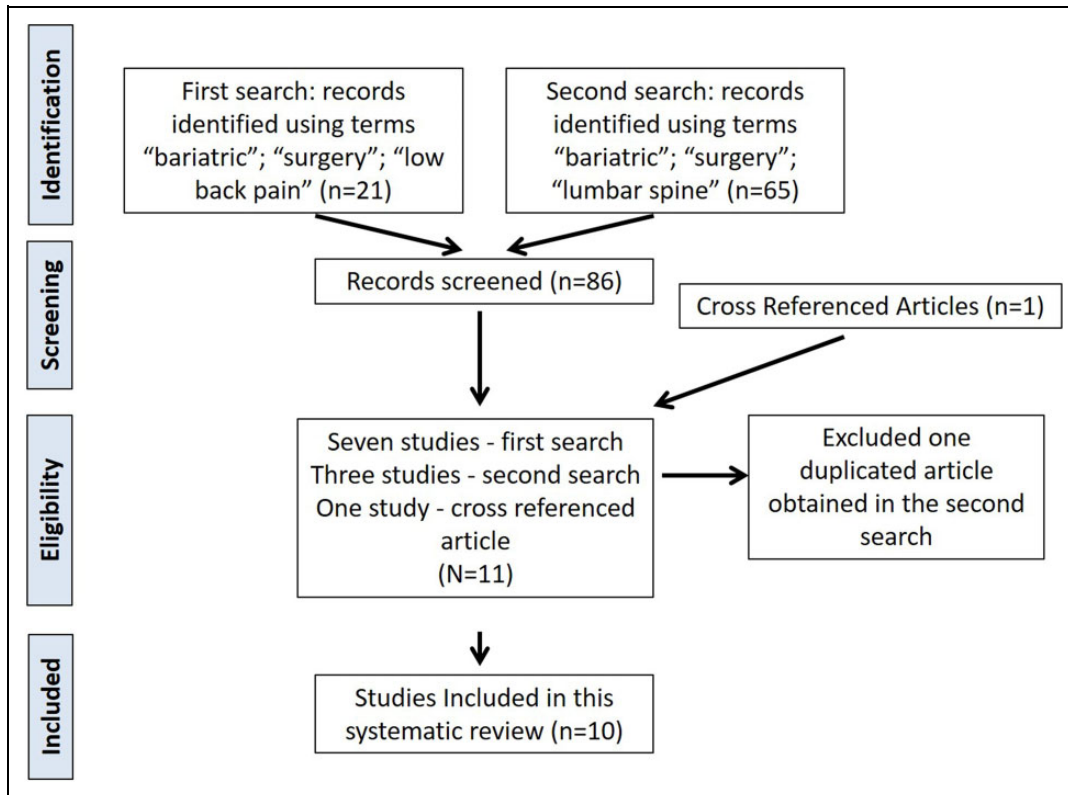 Identification
First search: records
identified using terms
“bariatric”; “surgery”; “low
back pain” (n=21)
Second search: records
identified using terms
“bariatric”; “surgery”;
“lumbar spine” (n=65)
Screening
Records screened (n=86)
Cross Referenced Articles (n=1)
Eligibility
Seven studies - first search
Three studies - second search
One study - cross referenced
article
(N=11)
Excluded one
duplicated article
obtained in the second
search
Included
Studies Included in this
systematic review (n=10)